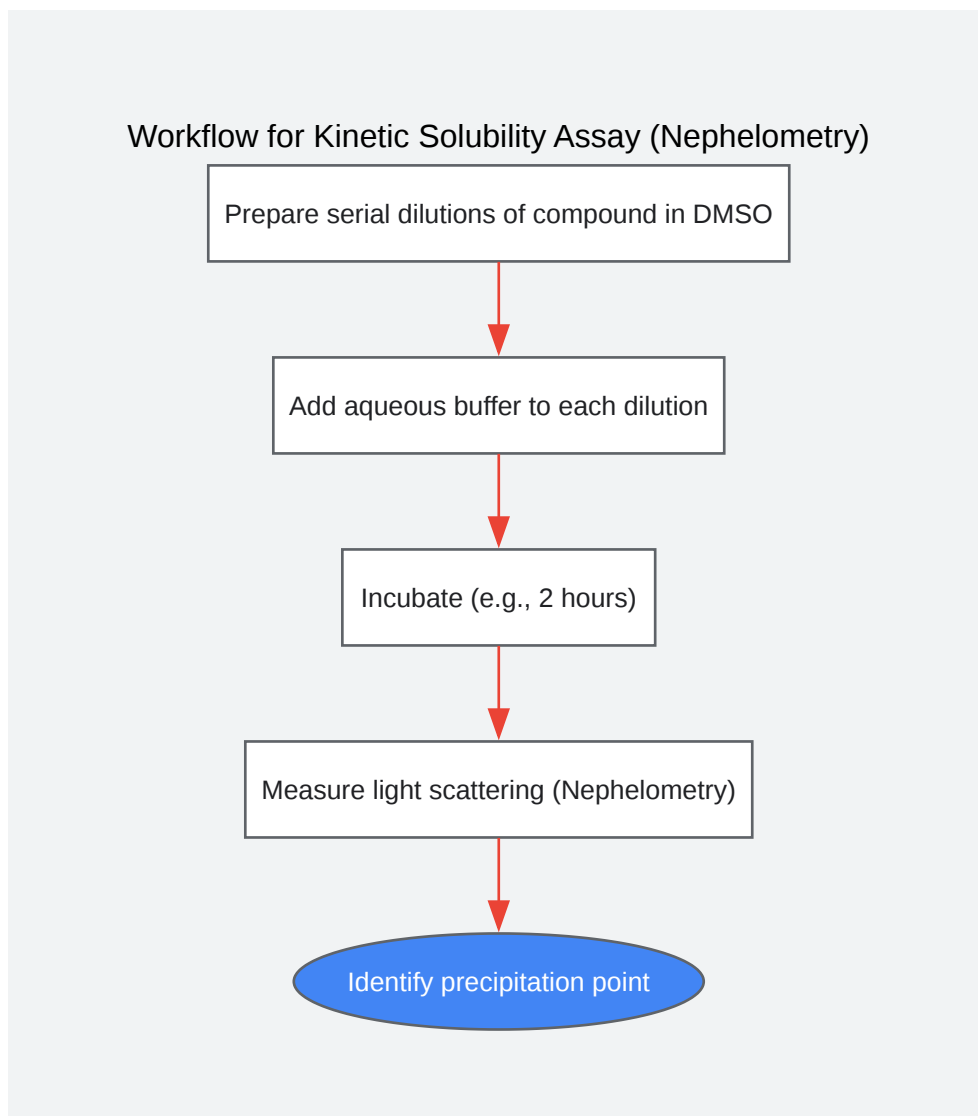 Workflow for Kinetic Solubility Assay (Nephelometry)
Prepare serial dilutions of compound in DMSO
Add aqueous buffer to each dilution
Incubate (e.g., 2 hours)
Measure light scattering (Nephelometry)
Identify precipitation point